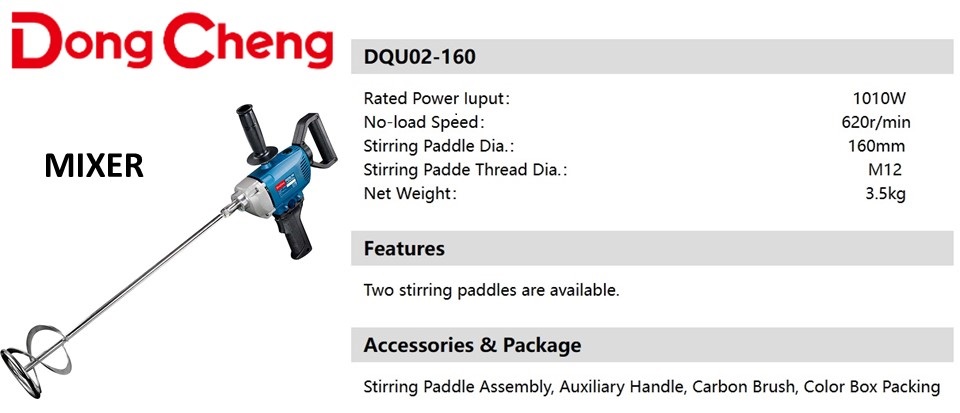 Dong Cheng
MIXER
DQU02-160
Rated Power Iuput: 1010W
No-load Speed: 620r/min
Stirring Paddle Dia.: 160mm
Stirring Padde Thread Dia.: M12
Net Weight: 3.5kg
Features
Two stirring paddles are available.
Accessories & Package
Stirring Paddle Assembly, Auxiliary Handle, Carbon Brush, Color Box Packing